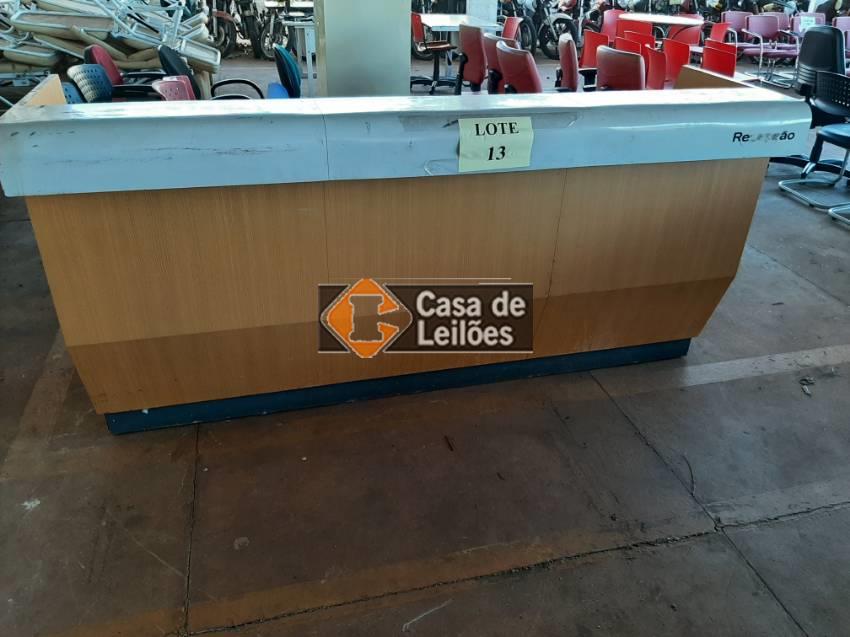 LOTE
13
Casa de
Leilões